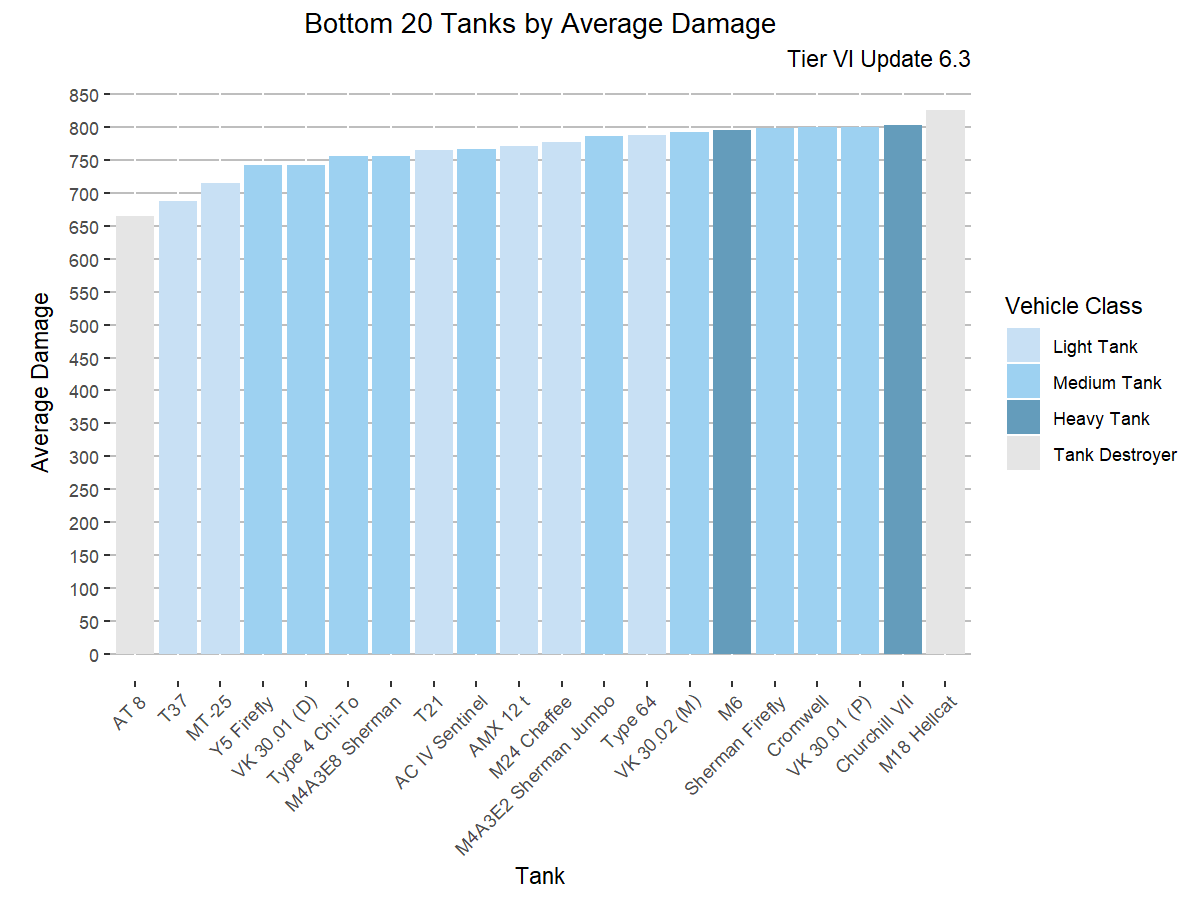 Bottom 20 Tanks by Average Damage
Tier VI Update 6.3
Average Damage
850
800
750
700
650
600
550
500
450
400
350
300
250
200
150
100
50
0
AT 8
T37
MT-25
Y5 Firefly
VK 30.01 (D)
Type 4 Chi-To
M4A3E8 Sherman
T21
AC IV Sentinel
AMX 12 t
M24 Chaffee
M4A3E2 Sherman Jumbo
Type 64
VK 30.02 (M)
M6
Sherman Firefly
Cromwell
VK 30.01 (P)
Churchill VII
M18 Hellcat
Tank
Vehicle Class
Light Tank
Medium Tank
Heavy Tank
Tank Destroyer